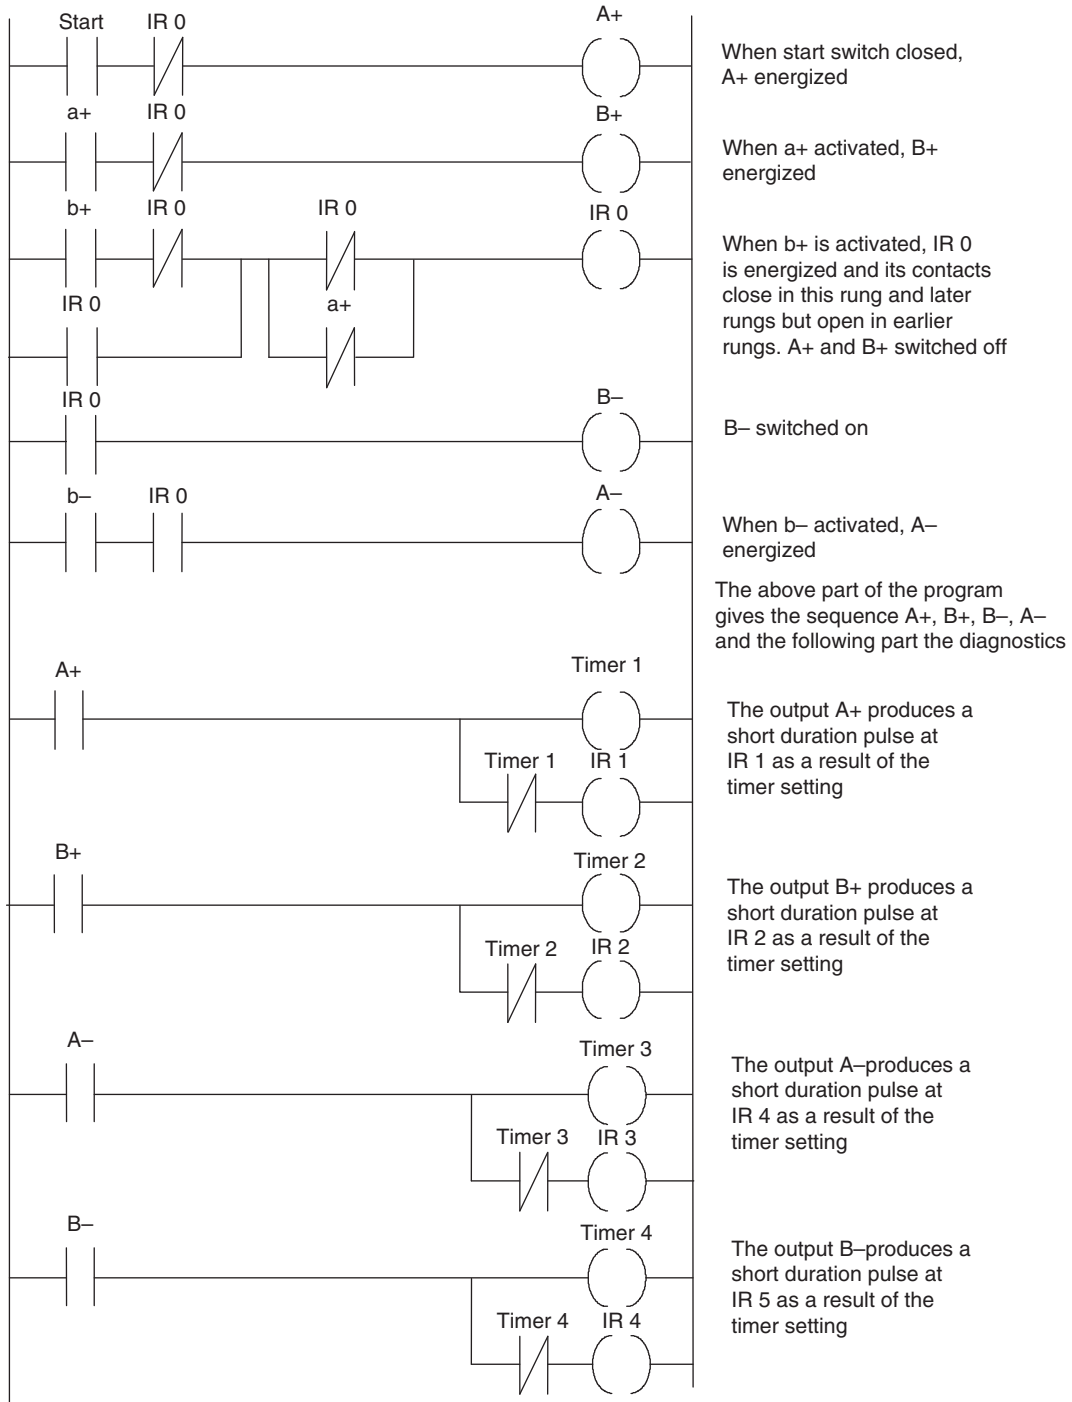 Start IR 0 A+
When start switch closed,
A+ energized
a+ IR 0 B+
When a+ activated, B+
energized
b+ IR 0 IR 0 IR 0
When b+ is activated, IR 0
is energized and its contacts
close in this rung and later
rungs but open in earlier
rungs. A+ and B+ switched off
IR 0 a+
IR 0 B–
B– switched on
b– IR 0 A–
When b– activated, A–
energized
The above part of the program
gives the sequence A+, B+, B–, A–
and the following part the diagnostics
A+ Timer 1
The output A+ produces a
short duration pulse at
IR 1 as a result of the
timer setting
Timer 1 IR 1
B+ Timer 2
The output B+ produces a
short duration pulse at
IR 2 as a result of the
timer setting
Timer 2 IR 2
A– Timer 3
The output A–produces a
short duration pulse at
IR 4 as a result of the
timer setting
Timer 3 IR 3
B– Timer 4
The output B–produces a
short duration pulse at
IR 5 as a result of the
timer setting
Timer 4 IR 4